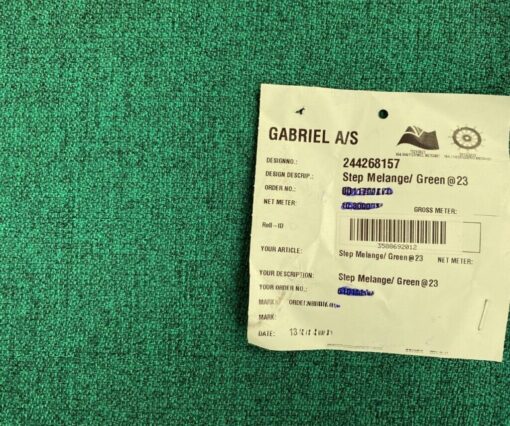 GABRIEL A/S
DESIGNNO.: 244268157
DESIGN DESCRIP.: Step Melange/ Green @23
ORDER NO.:
NET METER: GROSS METER:
Roll-ID
3500692012
YOUR ARTICLE: Step Melange/ Green @23 NET METER:
YOUR DESCRIPTION: Step Melange/ Green @23
YOUR ORDER NO.:
MARK:
MARK:
DATE: 13